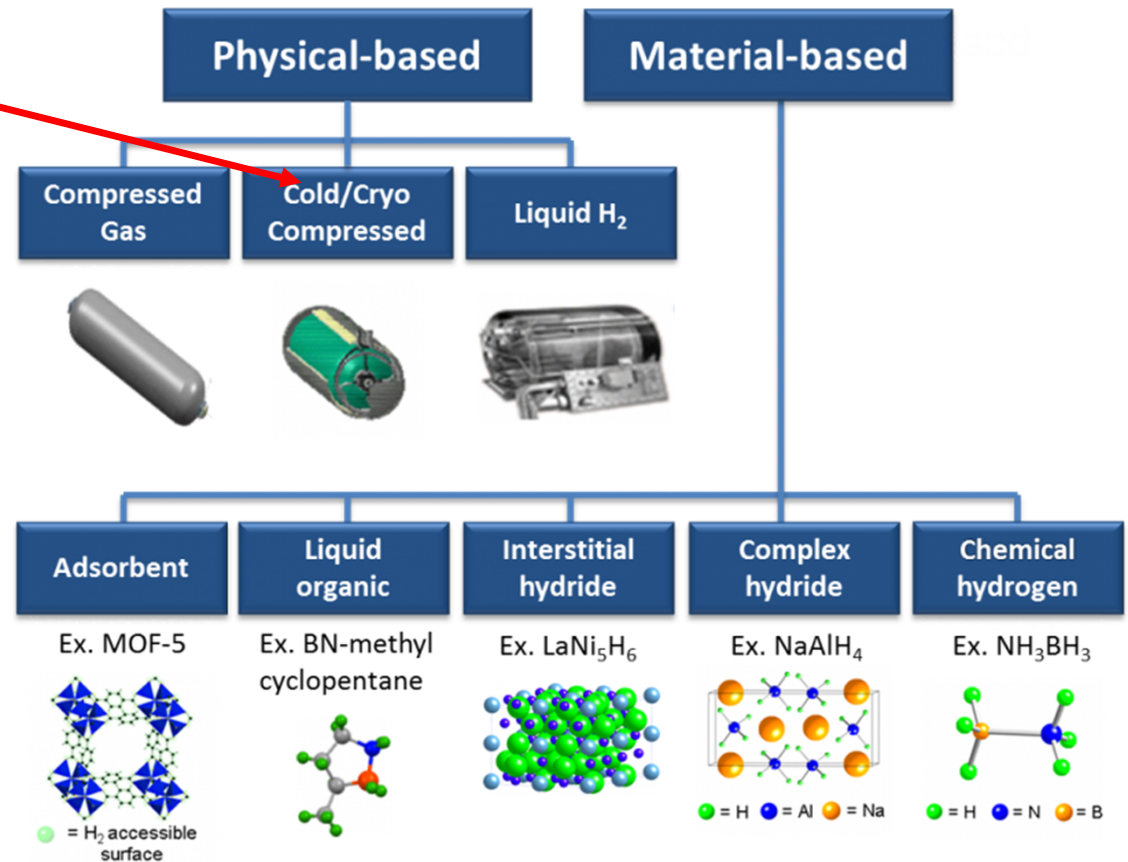 Physical-based
Material-based
Compressed
Gas
Cold/Cryo
Compressed
Liquid H₂
Adsorbent
Liquid
organic
Interstitial
hydride
Complex
hydride
Chemical
hydrogen
Ex. MOF-5
Ex. BN-methyl
cyclopentane
Ex. LaNi₅H₆
Ex. NaAlH₄
Ex. NH₃BH₃
= H₂ accessible
surface
= H = Al = Na
= H = N = B